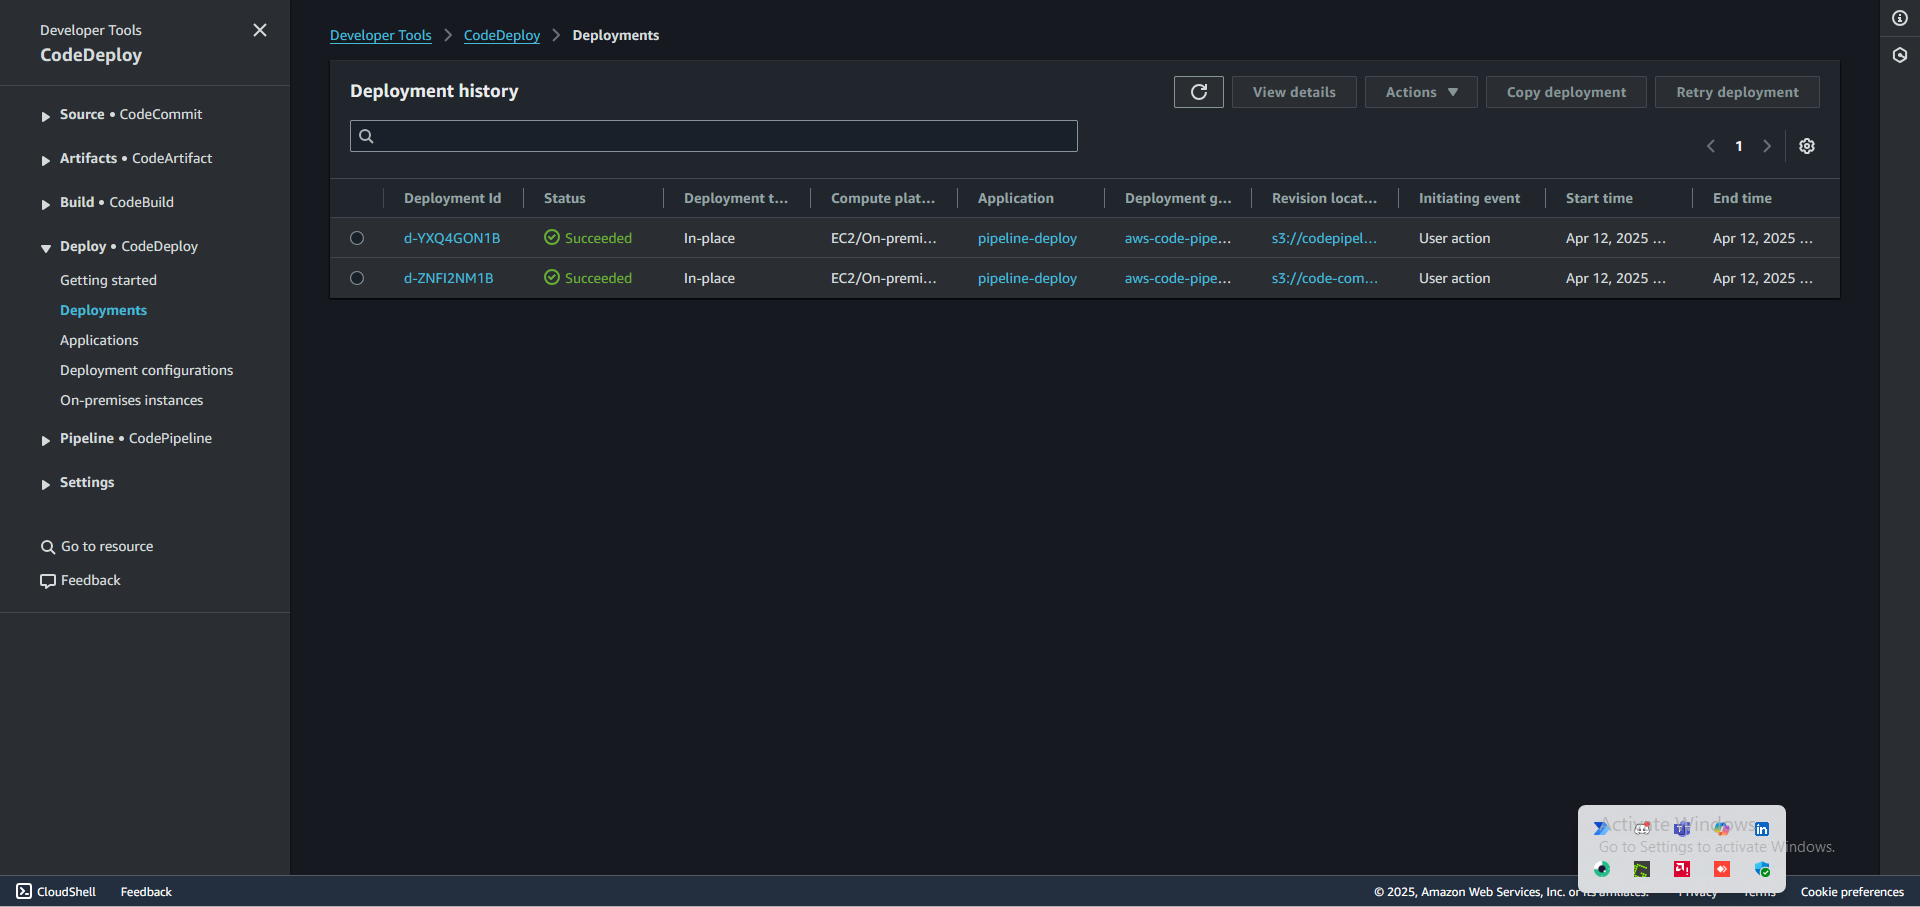 Developer Tools
CodeDeploy
Source • CodeCommit
Artifacts • CodeArtifact
Build • CodeBuild
Deploy • CodeDeploy
Getting started
Deployments
Applications
Deployment configurations
On-premises instances
Pipeline • CodePipeline
Settings
Go to resource
Feedback
Developer Tools > CodeDeploy > Deployments
Deployment history
View details
Actions
Copy deployment
Retry deployment
1
Deployment Id Status Deployment t... Compute plat... Application Deployment g... Revision locat... Initiating event Start time End time
d-YXQ4GON1B Succeeded In-place EC2/On-premi... pipeline-deploy aws-code-pipe... s3://codepipel... User action Apr 12, 2025 ... Apr 12, 2025 ...
d-ZNFI2NM1B Succeeded In-place EC2/On-premi... pipeline-deploy aws-code-pipe... s3://code-com... User action Apr 12, 2025 ... Apr 12, 2025 ...
Activate Windows
Go to Settings to activate Windows.
in
CloudShell Feedback
© 2025, Amazon Web Services, Inc. or its affiliates. Privacy Terms Cookie preferences